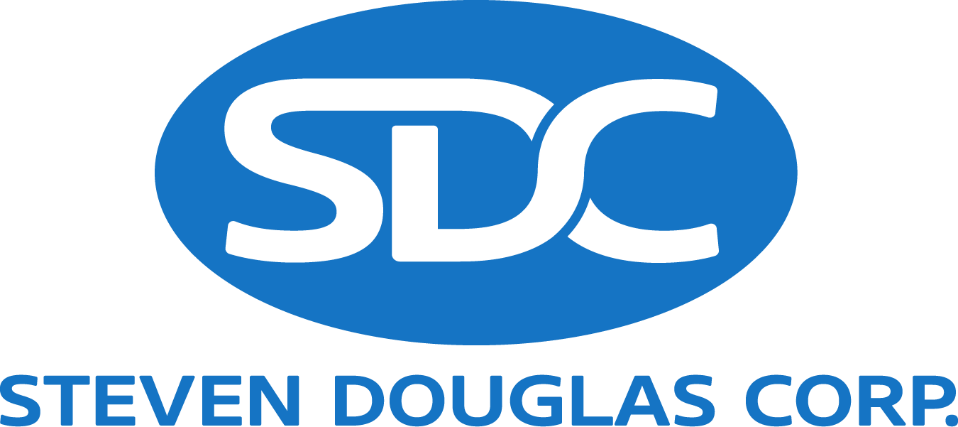 SDC
STEVEN DOUGLAS CORP.